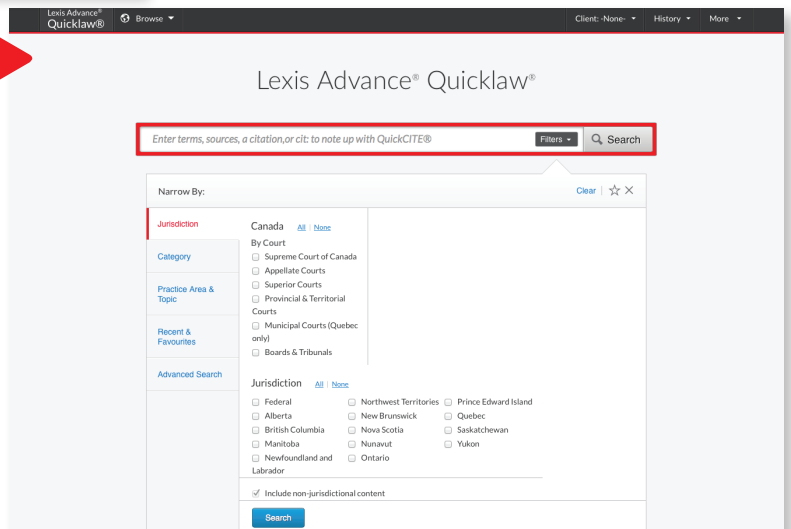 Lexis Advance®
Quicklaw®
Browse
Client: -None-
History
More
Lexis Advance® Quicklaw®
Enter terms, sources, a citation,or cit: to note up with QuickCITE®
Filters
Search
Narrow By:
Clear
Jurisdiction
Category
Practice Area &
Topic
Recent &
Favourites
Advanced Search
Canada All | None
By Court
Supreme Court of Canada
Appellate Courts
Superior Courts
Provincial & Territorial
Courts
Municipal Courts (Quebec
only)
Boards & Tribunals
Jurisdiction All | None
Federal
Alberta
British Columbia
Manitoba
Newfoundland and
Labrador
Northwest Territories
New Brunswick
Nova Scotia
Nunavut
Ontario
Prince Edward Island
Quebec
Saskatchewan
Yukon
Include non-jurisdictional content
Search